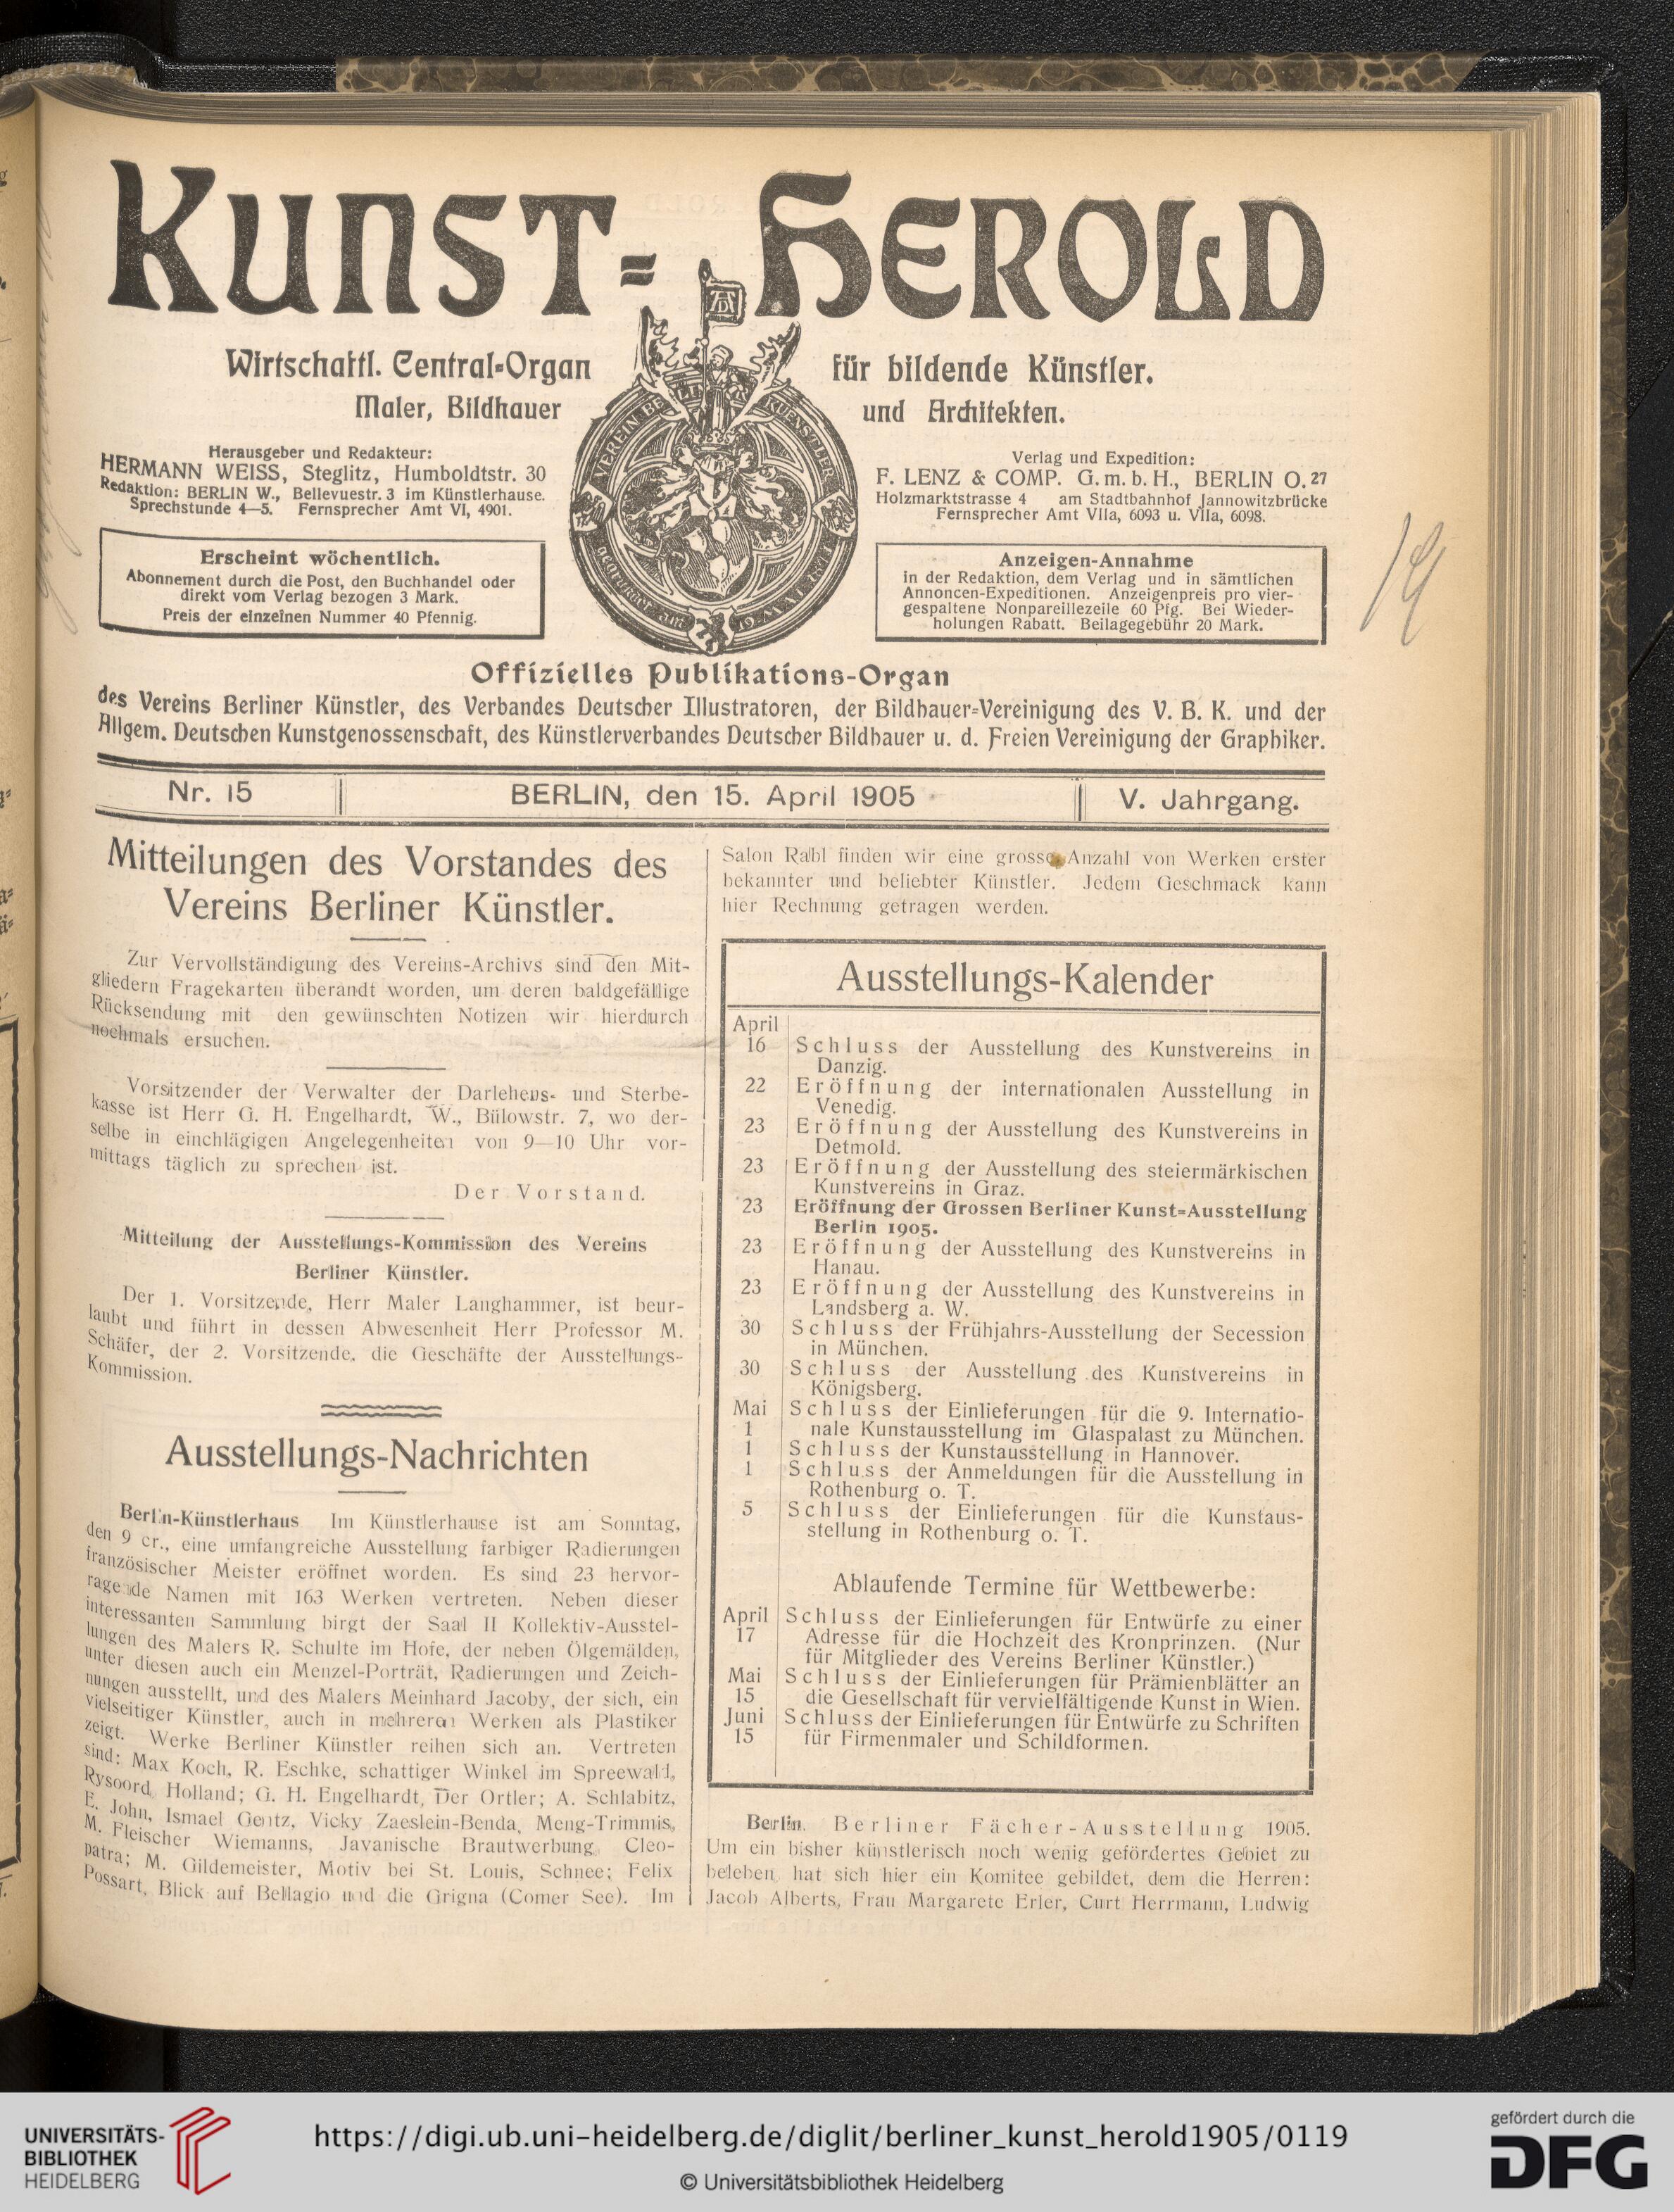 KUNST=HEROLD
Wirtschaftl. Central=Organ für bildende Künstler.
Maler, Bildhauer und Architekten.
VEREIN BERLINER KUENSTLER
Herausgeber und Redakteur:
HERMANN WEISS, Steglitz, Humboldtstr. 30
Redaktion: BERLIN W., Bellevuestr. 3 im Künstlerhause.
Sprechstunde 4—5. Fernsprecher Amt VI, 4901.
Verlag und Expedition:
F. LENZ & COMP. G. m. b. H., BERLIN O. 27
Holzmarktstrasse 4 am Stadtbahnhof Jannowitzbrücke
Fernsprecher Amt VIIa, 6093 u. VIIa, 6098.
Erscheint wöchentlich.
Abonnement durch die Post, den Buchhandel oder
direkt vom Verlag bezogen 3 Mark.
Preis der einzelnen Nummer 40 Pfennig.
Anzeigen-Annahme
in der Redaktion, dem Verlag und in sämtlichen
Annoncen-Expeditionen. Anzeigenpreis pro vier-
gespaltene Nonpareillezeile 60 Pfg. Bei Wieder-
holungen Rabatt. Beilagegebühr 20 Mark.
Offizielles Publikations-Organ
des Vereins Berliner Künstler, des Verbandes Deutscher Illustratoren, der Bildhauer=Vereinigung des V. B. K. und der
Allgem. Deutschen Kunstgenossenschaft, des Künstlerverbandes Deutscher Bildhauer u. d. Freien Vereinigung der Graphiker.
Nr. 15 BERLIN, den 15. April 1905 V. Jahrgang.
Mitteilungen des Vorstandes des
Vereins Berliner Künstler.
Zur Vervollständigung des Vereins-Archivs sind den Mit-
gliedern Fragekarten überandt worden, um deren baldgefällige
Rücksendung mit den gewünschten Notizen wir hierdurch
nochmals ersuchen.
Vorsitzender der Verwalter der Darlehens- und Sterbe-
kasse ist Herr G. H. Engelhardt, W., Bülowstr. 7, wo der-
selbe in einchlägigen Angelegenheiten von 9—10 Uhr vor-
mittags täglich zu sprechen ist.
Der Vorstand.
Mitteilung der Ausstellungs-Kommission des Vereins
Berliner Künstler.
Der 1. Vorsitzende, Herr Maler Langhammer, ist beur-
laubt und führt in dessen Abwesenheit Herr Professor M.
Schäfer, der 2. Vorsitzende, die Geschäfte der Ausstellungs-
Kommission.
Ausstellungs-Nachrichten
Berlin-Künstlerhaus Im Künstlerhause ist am Sonntag,
den 9 cr., eine umfangreiche Ausstellung farbiger Radierungen
französischer Meister eröffnet worden. Es sind 23 hervor-
ragende Namen mit 163 Werken vertreten. Neben dieser
interessanten Sammlung birgt der Saal II Kollektiv-Ausstel-
lungen des Malers R. Schulte im Hofe, der neben Ölgemälden,
unter diesen auch ein Menzel-Porträt, Radierungen und Zeich-
nungen ausstellt, und des Malers Meinhard Jacoby, der sich, ein
vielseitiger Künstler, auch in mehreren Werken als Plastiker
zeigt. Werke Berliner Künstler reihen sich an. Vertreten
sind: Max Koch, R. Eschke, schattiger Winkel im Spreewald,
Rysoord, Holland; G. H. Engelhardt, Der Ortler; A. Schlabitz,
E. John, Ismael Gentz, Vicky Zaeslein-Benda, Meng-Trimmis,
M. Fleischer Wiemanns, Javanische Brautwerbung, Cleo-
patra; M. Gildemeister, Motiv bei St. Louis, Schnee; Felix
Possart, Blick auf Bellagio und die Grigna (Comer See). Im
Salon Rabl finden wir eine grosse Anzahl von Werken erster
bekannter und beliebter Künstler. Jedem Geschmack kann
hier Rechnung getragen werden.
Ausstellungs-Kalender
April
16 Schluss der Ausstellung des Kunstvereins in
Danzig.
22 Eröffnung der internationalen Ausstellung in
Venedig.
23 Eröffnung der Ausstellung des Kunstvereins in
Detmold.
23 Eröffnung der Ausstellung des steiermärkischen
Kunstvereins in Graz.
23 Eröffnung der Grossen Berliner Kunst=Ausstellung
Berlin 1905.
23 Eröffnung der Ausstellung des Kunstvereins in
Hanau.
23 Eröffnung der Ausstellung des Kunstvereins in
Landsberg a. W.
30 Schluss der Frühjahrs-Ausstellung der Secession
in München.
30 Schluss der Ausstellung des Kunstvereins in
Königsberg.
Mai Schluss der Einlieferungen für die 9. Internatio-
1 nale Kunstausstellung im Glaspalast zu München.
1 Schluss der Kunstausstellung in Hannover.
1 Schluss der Anmeldungen für die Ausstellung in
Rothenburg o. T.
5 Schluss der Einlieferungen für die Kunstaus-
stellung in Rothenburg o. T.
Ablaufende Termine für Wettbewerbe:
April Schluss der Einlieferungen für Entwürfe zu einer
17 Adresse für die Hochzeit des Kronprinzen. (Nur
für Mitglieder des Vereins Berliner Künstler.)
Mai Schluss der Einlieferungen für Prämienblätter an
15 die Gesellschaft für vervielfältigende Kunst in Wien.
Juni Schluss der Einlieferungen für Entwürfe zu Schriften
15 für Firmenmaler und Schildformen.
Berlin. Berliner Fächer-Ausstellung 1905.
Um ein bisher künstlerisch noch wenig gefördertes Gebiet zu
beleben, hat sich hier ein Komitee gebildet, dem die Herren:
Jacob Alberts, Frau Margarete Erler, Curt Herrmann, Ludwig
UNIVERSITÄTS-
BIBLIOTHEK
HEIDELBERG
https://digi.ub.uni-heidelberg.de/diglit/berliner_kunst_herold1905/0119
© Universitätsbibliothek Heidelberg
gefördert durch die
DFG